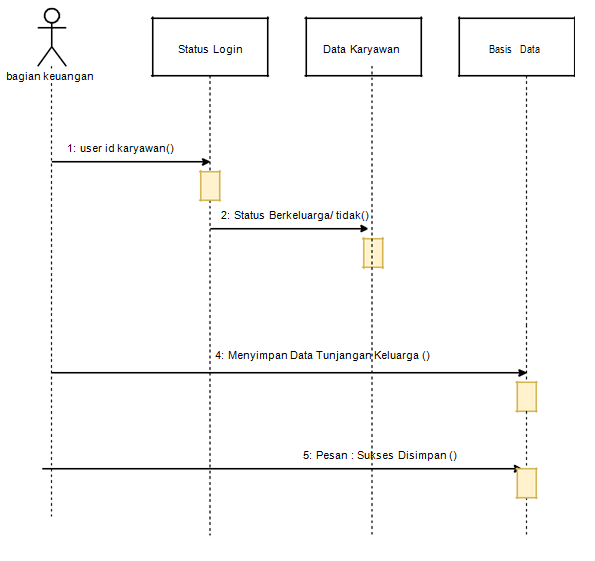 Status Login
Data Karyawan
Basis Data
bagian keuangan
1: user id karyawan()
2: Status Berkeluarga/ tidak()
4: Menyimpan Data Tunjangan Keluarga ()
5: Pesan : Sukses Disimpan ()